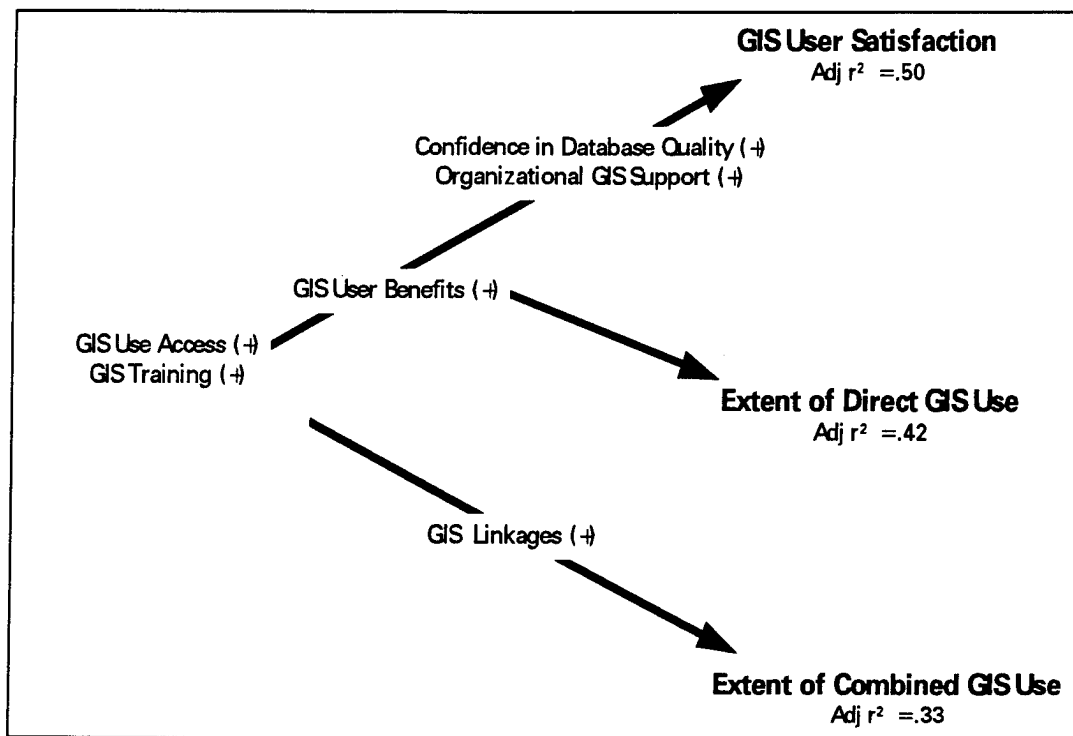 GIS User Satisfaction
Adj r² =.50
Confidence in Database Quality (+)
Organizational GIS Support (+)
GIS User Benefits (+)
GIS Use Access (+)
GIS Training (+)
Extent of Direct GIS Use
Adj r² =.42
GIS Linkages (+)
Extent of Combined GIS Use
Adj r² =.33